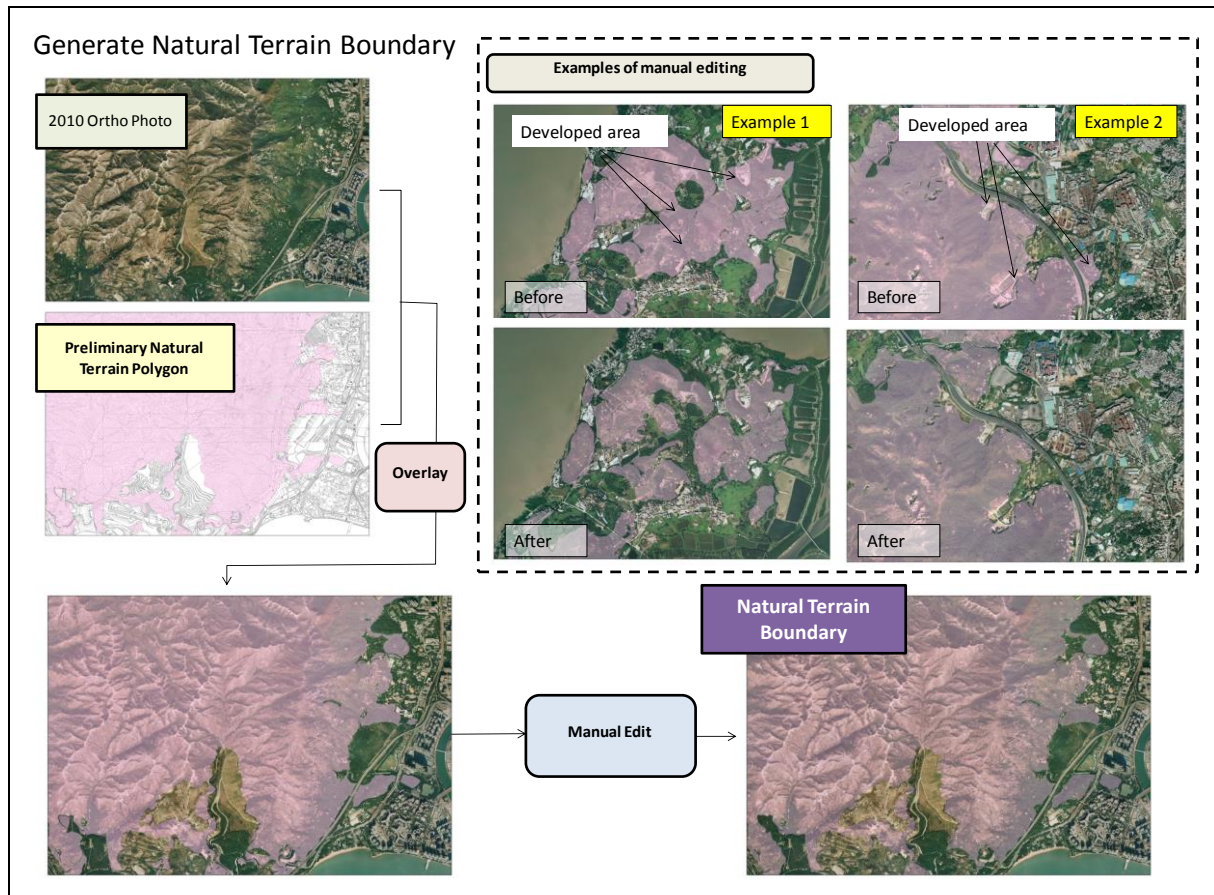 Generate Natural Terrain Boundary
2010 Ortho Photo
Preliminary Natural
Terrain Polygon
Overlay
Examples of manual editing
Developed area
Example 1
Before
After
Developed area
Example 2
Before
After
Manual Edit
Natural Terrain
Boundary